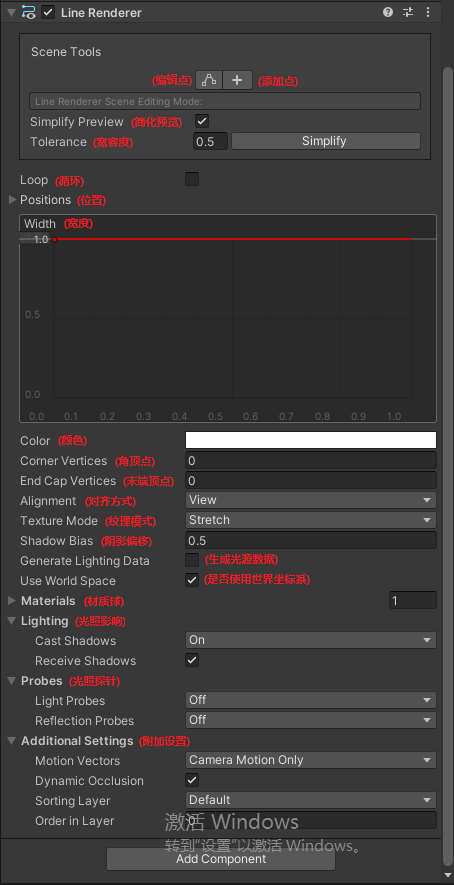 Line Renderer
Scene Tools
(编辑点) (添加点)
Line Renderer Scene Editing Mode:
Simplify Preview (简化预览)
Tolerance (宽容度) 0.5 Simplify
Loop (循环)
Positions (位置)
Width (宽度)
1.0
0.5
0.0
0.0 0.1 0.2 0.3 0.4 0.5 0.6 0.7 0.8 0.9 1.0
Color (颜色)
Corner Vertices (角顶点) 0
End Cap Vertices (末端顶点) 0
Alignment (对齐方式) View
Texture Mode (纹理模式) Stretch
Shadow Bias (阴影偏移) 0.5
Generate Lighting Data (生成光源数据)
Use World Space (是否使用世界坐标系)
Materials (材质球) 1
Lighting (光照影响)
Cast Shadows On
Receive Shadows
Probes (光照探针)
Light Probes Off
Reflection Probes Off
Additional Settings (附加设置)
Motion Vectors Camera Motion Only
Dynamic Occlusion
Sorting Layer Default
Order in Layer 0
激活 Windows
转到“设置”以激活 Windows。
Add Component